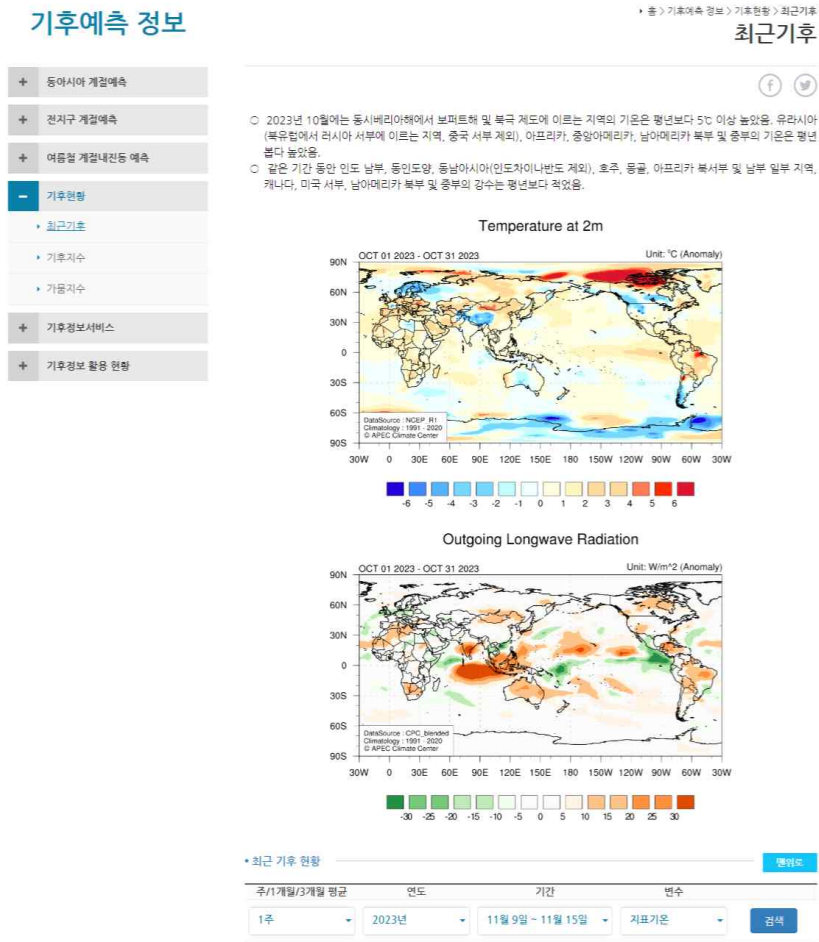 기후예측 정보
홈 > 기후예측 정보 > 기후현황 > 최근기후
최근기후
동아시아 계절예측
전지구 계절예측
여름철 계절내진동 예측
기후현황
최근기후
기후지수
가뭄지수
기후정보서비스
기후정보 활용 현황
○ 2023년 10월에는 동시베리아해에서 보퍼트해 및 북극 제도에 이르는 지역의 기온은 평년보다 5℃ 이상 높았음. 유라시아
(북유럽에서 러시아 서부에 이르는 지역, 중국 서부 제외), 아프리카, 중앙아메리카, 남아메리카 북부 및 중부의 기온은 평년
봅다 높았음.
○ 같은 기간 동안 인도 남부, 동인도양, 동남아시아(인도차이나반도 제외), 호주, 몽골, 아프리카 북서부 및 남부 일부 지역,
캐나다, 미국 서부, 남아메리카 북부 및 중부의 강수는 평년보다 적었음.
Temperature at 2m
OCT 01 2023 - OCT 31 2023 Unit: °C (Anomaly)
90N
60N
30N
0
30S
60S
90S
DataSource : NCEP_R1
Climatology : 1991 - 2020
© APEC Climate Center
30W 0 30E 60E 90E 120E 150E 180 150W 120W 90W 60W 30W
-6 -5 -4 -3 -2 -1 0 1 2 3 4 5 6
Outgoing Longwave Radiation
OCT 01 2023 - OCT 31 2023 Unit: W/m^2 (Anomaly)
90N
60N
30N
0
30S
60S
90S
DataSource : CPC_blended
Climatology : 1991 - 2020
© APEC Climate Center
30W 0 30E 60E 90E 120E 150E 180 150W 120W 90W 60W 30W
-30 -25 -20 -15 -10 -5 0 5 10 15 20 25 30
• 최근 기후 현황 맨위로
주/1개월/3개월 평균 연도 기간 변수
1주 2023년 11월 9일 ~ 11월 15일 지표기온 검색